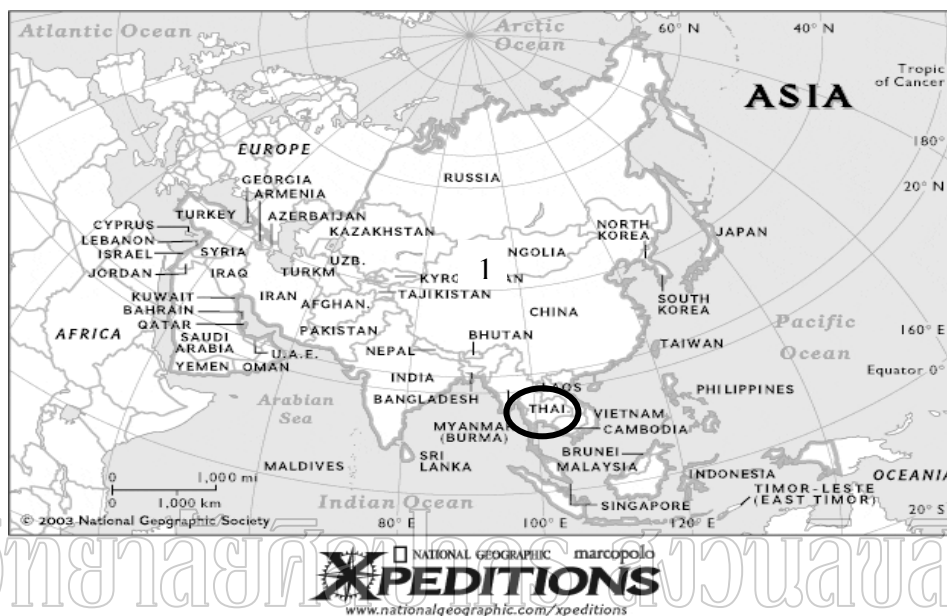 Atlantic Ocean
Arctic Ocean
60° N
40° N
Tropic of Cancer
ASIA
180°
20° N
EUROPE
GEORGIA
ARMENIA
AZERBAIJAN
RUSSIA
TURKEY
CYPRUS
LEBANON
ISRAEL
JORDAN
SYRIA
IRAQ
KAZAKHSTAN
UZB.
TURKM
KYRG
AN
1
NGOLIA
NORTH KOREA
JAPAN
TAJIKISTAN
IRAN
AFGHAN.
CHINA
SOUTH KOREA
KUWAIT
BAHRAIN
QATAR
AFRICA
SAUDI ARABIA
U.A.E.
YEMEN
OMAN
PAKISTAN
NEPAL
BHUTAN
TAIWAN
Pacific Ocean
160° E
Equator 0°
INDIA
BANGLADESH
LAOS
THAI.
VIETNAM
CAMBODIA
PHILIPPINES
Arabian Sea
MYANMAR (BURMA)
SRI LANKA
MALDIVES
BRUNEI
MALAYSIA
INDONESIA
OCEANIA
TIMOR-LESTE (EAST TIMOR)
SINGAPORE
Indian Ocean
0
1,000 mi
0
1,000 km
© 2003 National Geographic Society
80° E
100° E
120° E
20° S
NATIONAL GEOGRAPHIC
marcopolo
XPEDITIONS
www.nationalgeographic.com/xpeditions